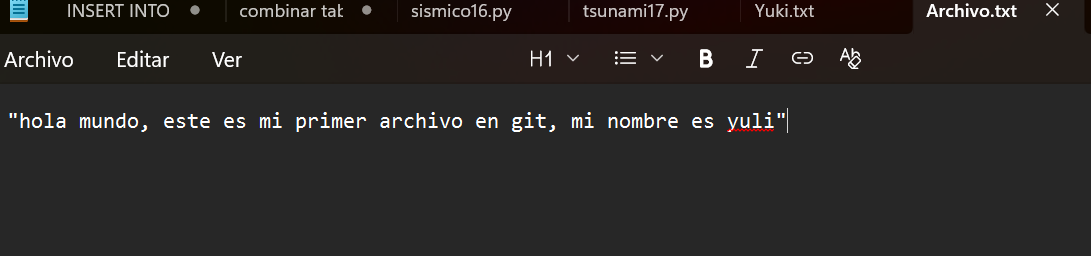 INSERT INTO
combinar tak
sismico16.py
tsunami17.py
Yuki.txt
Archivo.txt
Archivo
Editar
Ver
H1
B
I
"hola mundo, este es mi primer archivo en git, mi nombre es yuli"